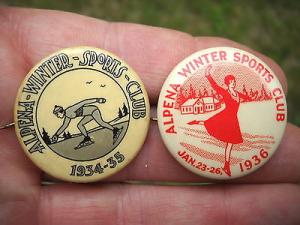 ALPENA-WINTER-SPORTS-CLUB
1934-35
ALPENA WINTER SPORTS CLUB
JAN. 23-26, 1936